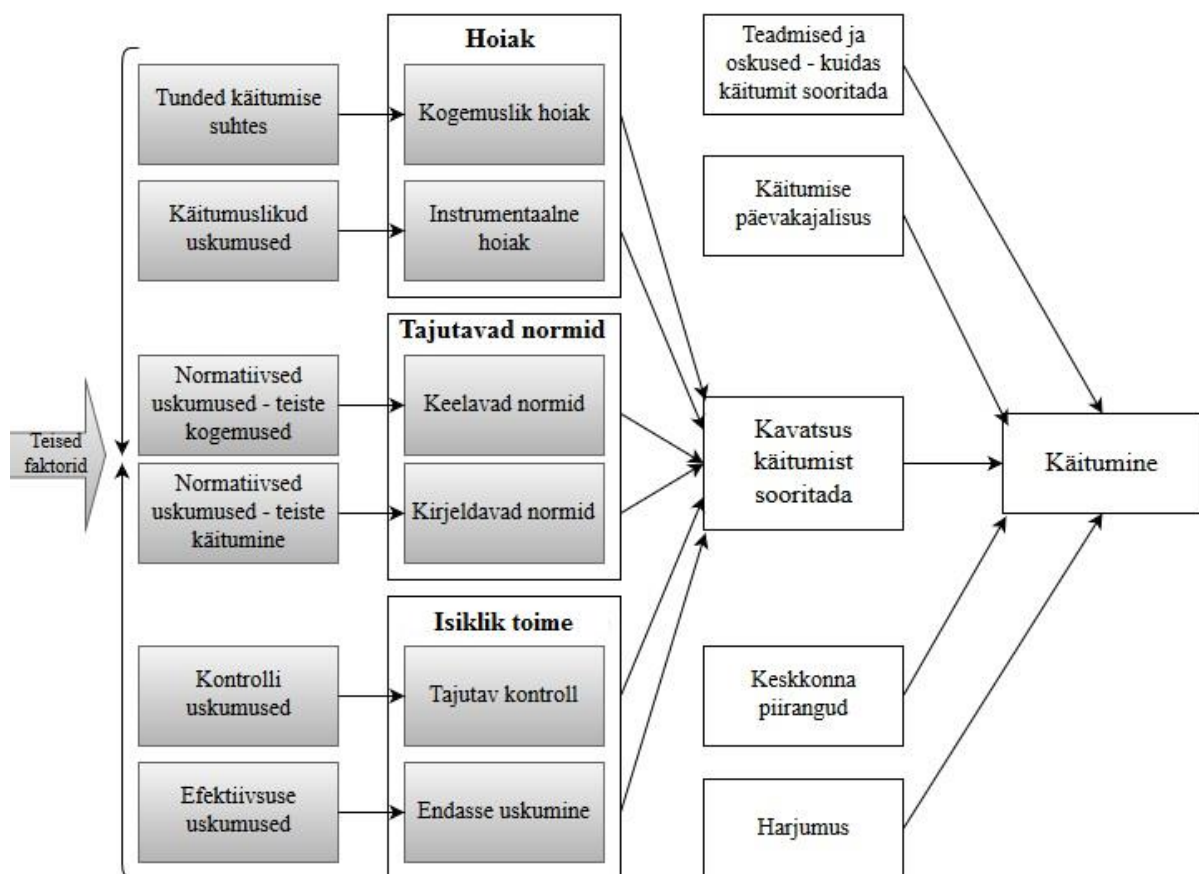 Teised
faktorid
Tunded käitumise
suhtes
Käitumuslikud
uskumused
Normatiivsed
uskumused - teiste
kogemused
Normatiivsed
uskumused - teiste
käitumine
Kontrolli
uskumused
Efektiivsuse
uskumused
Hoiak
Kogemuslik hoiak
Instrumentaalne
hoiak
Tajutavad normid
Keelavad normid
Kirjeldavad normid
Isiklik toime
Tajutav kontroll
Endasse uskumine
Teadmised ja
oskused - kuidas
käitumit sooritada
Käitumise
päevakajalisus
Kavatsus
käitumist
sooritada
Keskkonna
piirangud
Harjumus
Käitumine